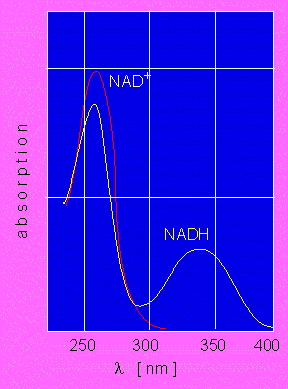 NAD⁺
absorption
NADH
250 300 350 400
λ [nm]